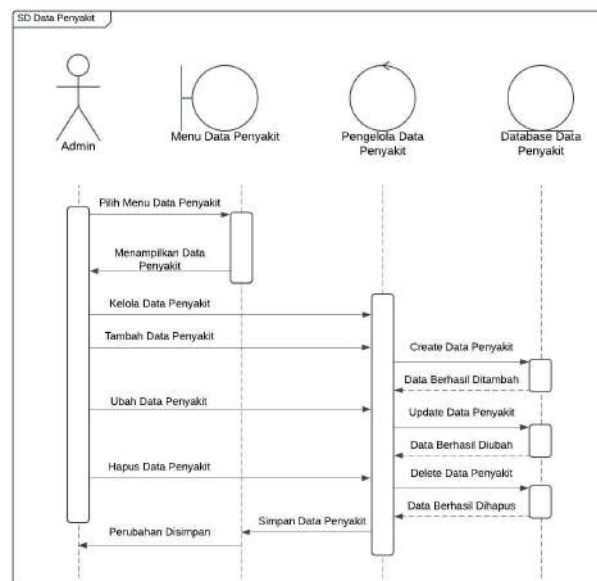 SD Data Penyakit
Admin
Menu Data Penyakit
Pengelola Data
Penyakit
Database Data
Penyakit
Pilih Menu Data Penyakit
Menampilkan Data
Penyakit
Kelola Data Penyakit
Tambah Data Penyakit
Create Data Penyakit
Data Berhasil Ditambah
Ubah Data Penyakit
Update Data Penyakit
Data Berhasil Diubah
Hapus Data Penyakit
Delete Data Penyakit
Data Berhasil Dihapus
Simpan Data Penyakit
Perubahan Disimpan